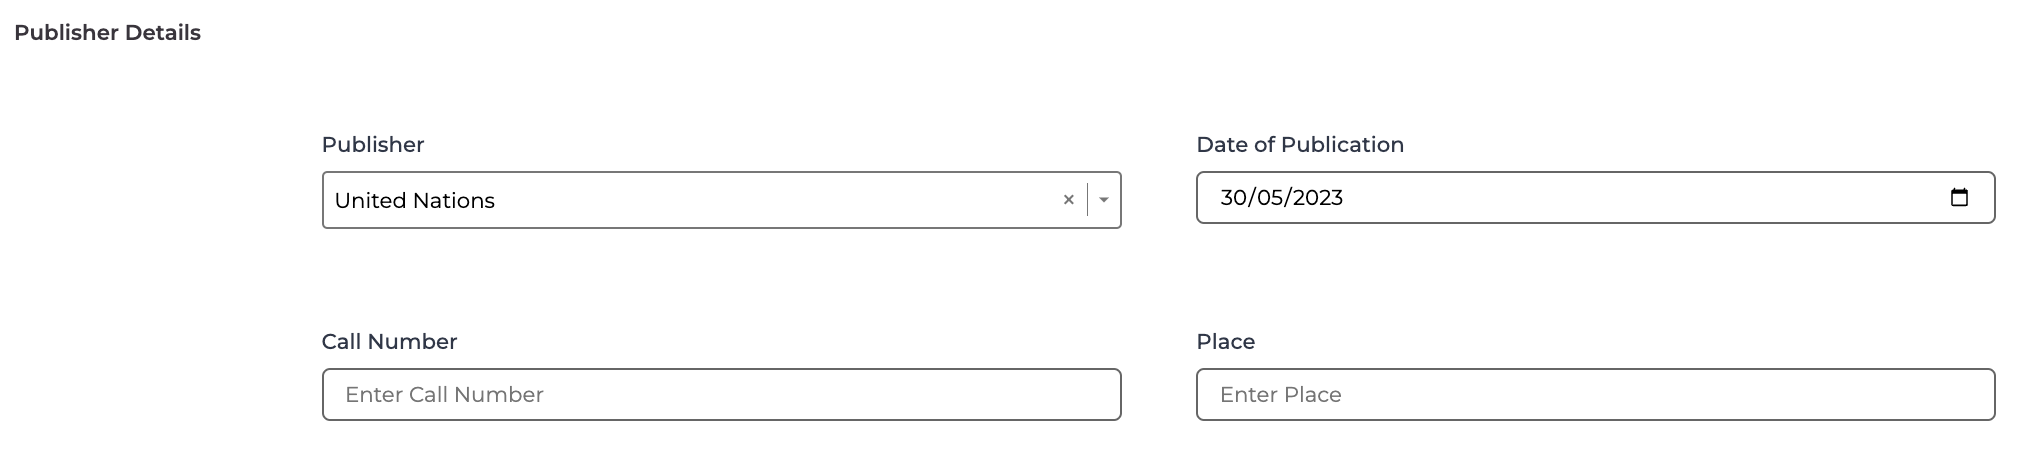 Publisher Details
Publisher
Date of Publication
United Nations
30/05/2023
Call Number
Place
Enter Call Number
Enter Place